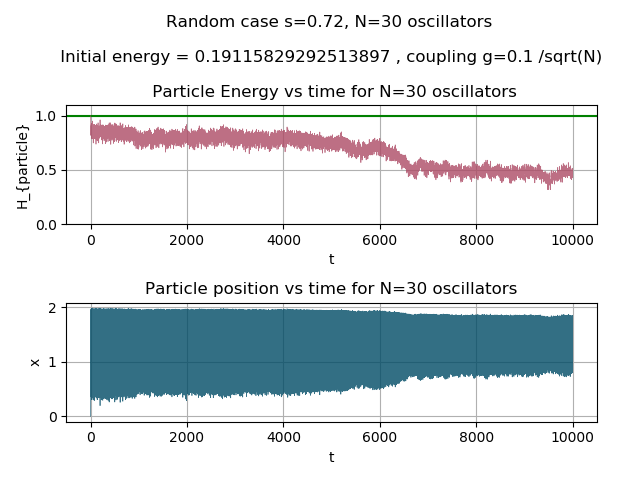 Random case s=0.72, N=30 oscillators
Initial energy = 0.19115829292513897 , coupling g=0.1 /sqrt(N)
Particle Energy vs time for N=30 oscillators
H_{particle}
1.0
0.5
0.0
0 2000 4000 6000 8000 10000
t
Particle position vs time for N=30 oscillators
x
2
1
0
0 2000 4000 6000 8000 10000
t